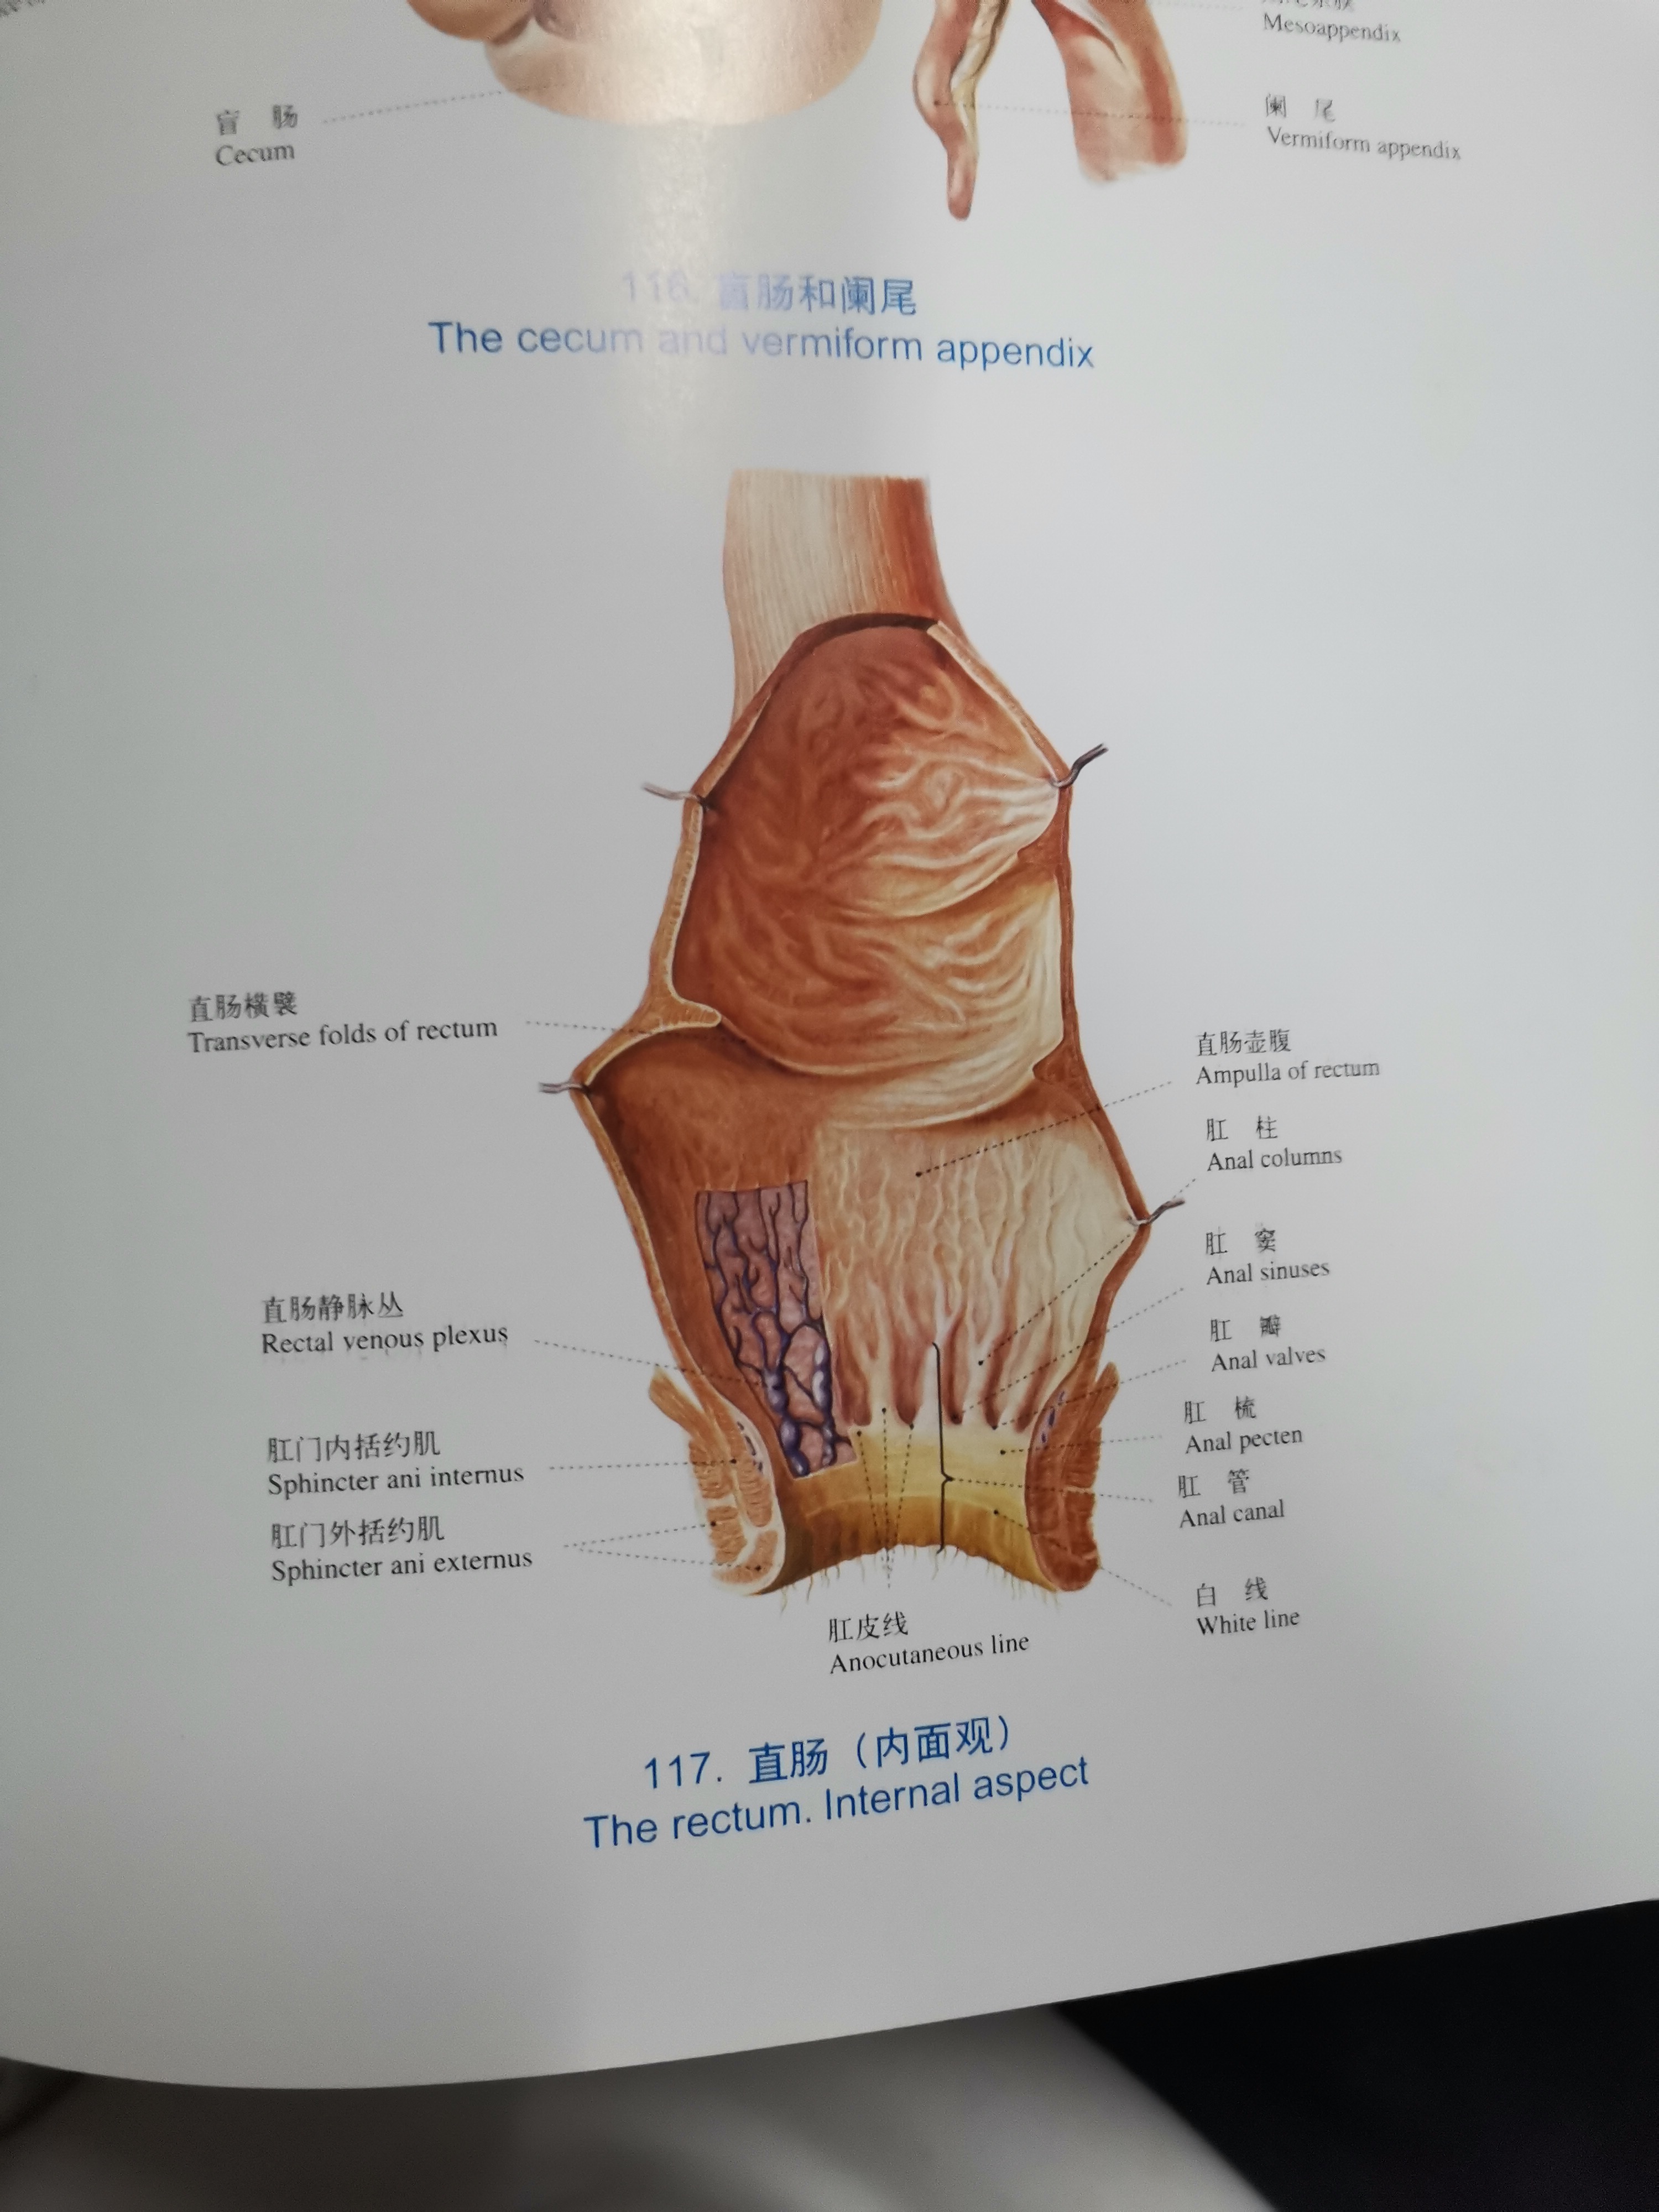 Mesoappendix
阑 尾
Vermiform appendix
盲 肠
Cecum
116. 盲肠和阑尾
The cecum and vermiform appendix
直肠横襞
Transverse folds of rectum
直肠壶腹
Ampulla of rectum
肛 柱
Anal columns
肛 窦
Anal sinuses
直肠静脉丛
Rectal venous plexus
肛 瓣
Anal valves
肛 梳
Anal pecten
肛门内括约肌
Sphincter ani internus
肛 管
Anal canal
肛门外括约肌
Sphincter ani externus
白 线
White line
肛皮线
Anocutaneous line
117. 直肠（内面观）
The rectum. Internal aspect